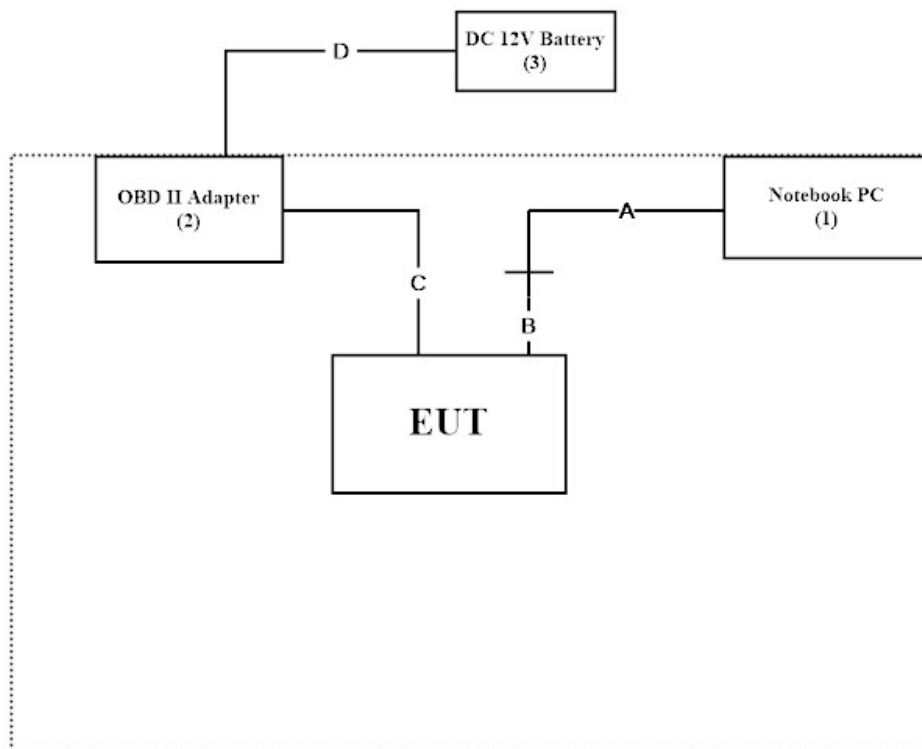 D
DC 12V Battery
(3)
OBD II Adapter
(2)
A
Notebook PC
(1)
C
B
EUT